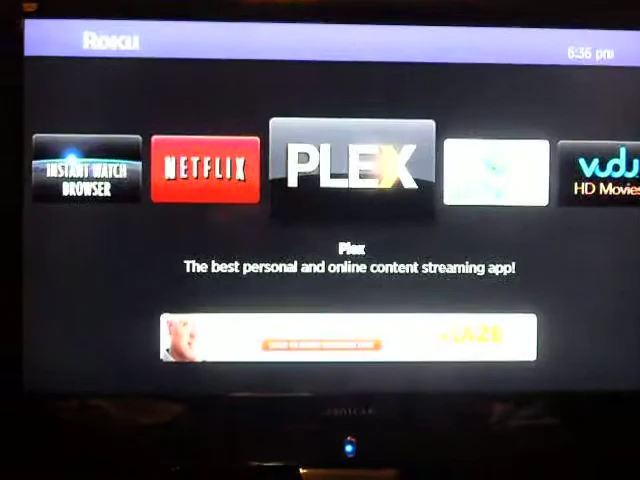 Roku
6:36 pm
INSTANT WATCH
BROWSER
NETFLIX
PLEX
vudu
HD Movies
Plex
The best personal and online content streaming app!